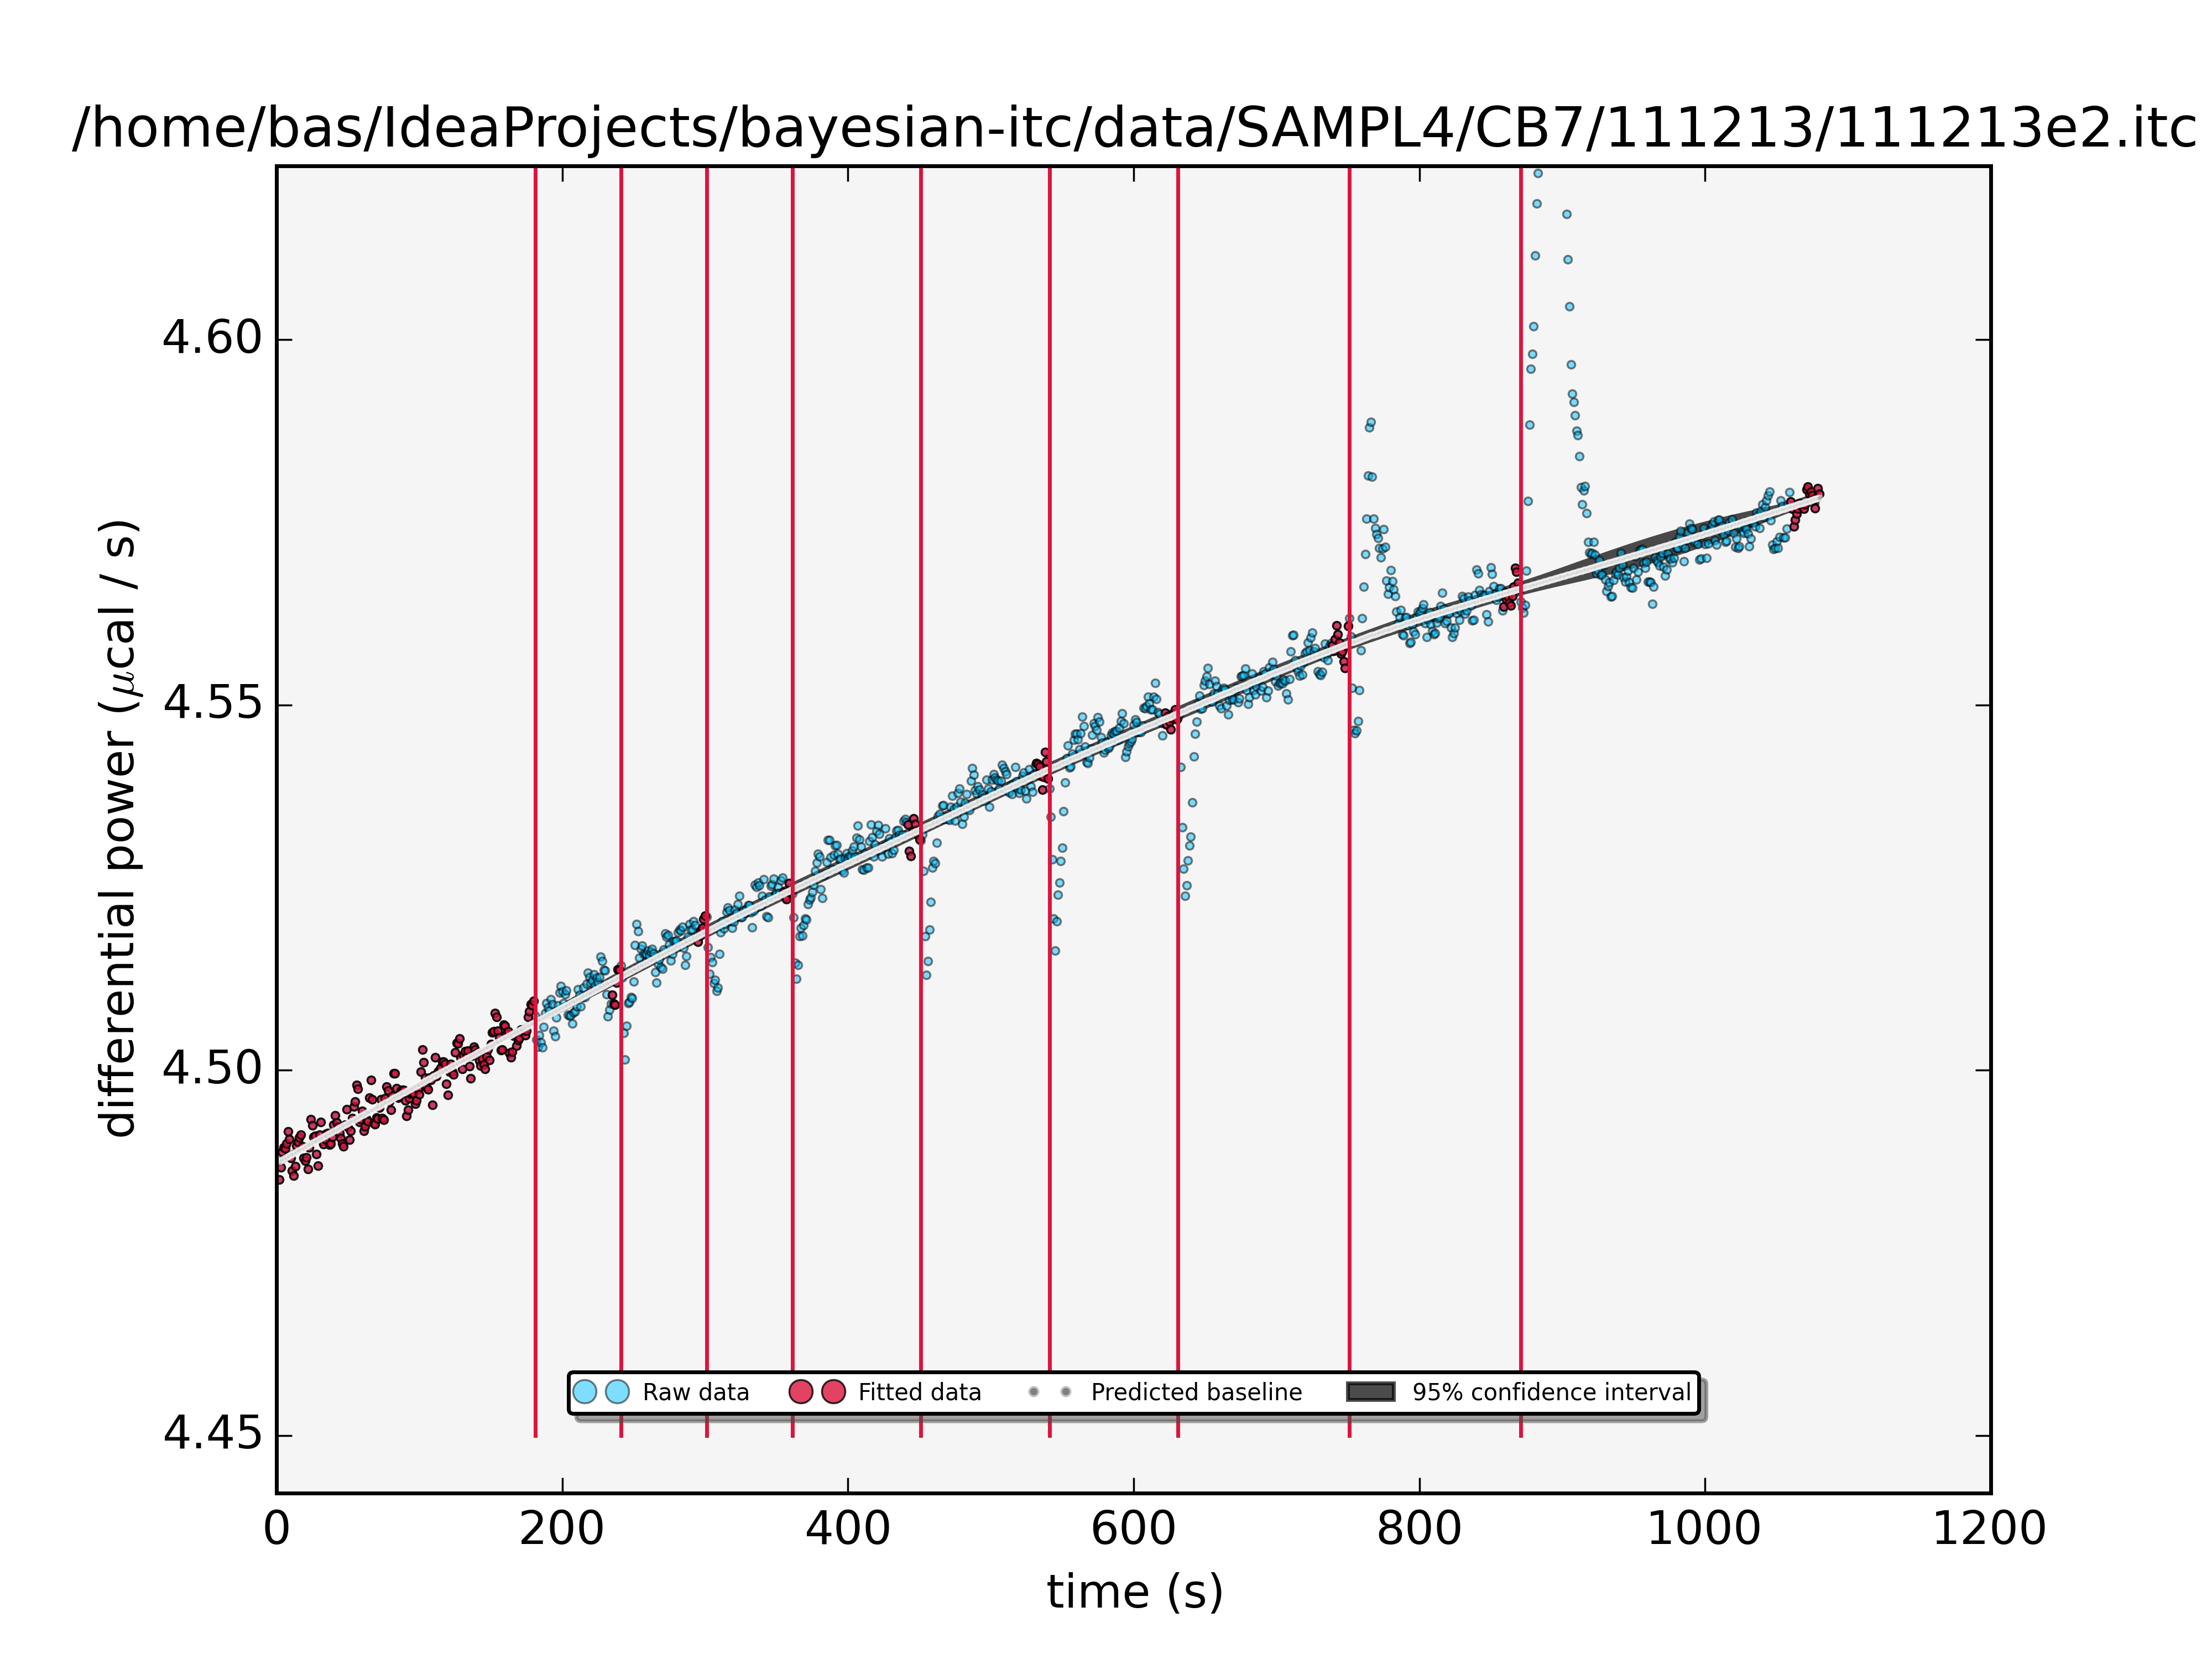 /home/bas/IdeaProjects/bayesian-itc/data/SAMPL4/CB7/111213/111213e2.itc
differential power (μcal / s)
4.60
4.55
4.50
4.45
Raw data Fitted data Predicted baseline 95% confidence interval
0 200 400 600 800 1000 1200
time (s)